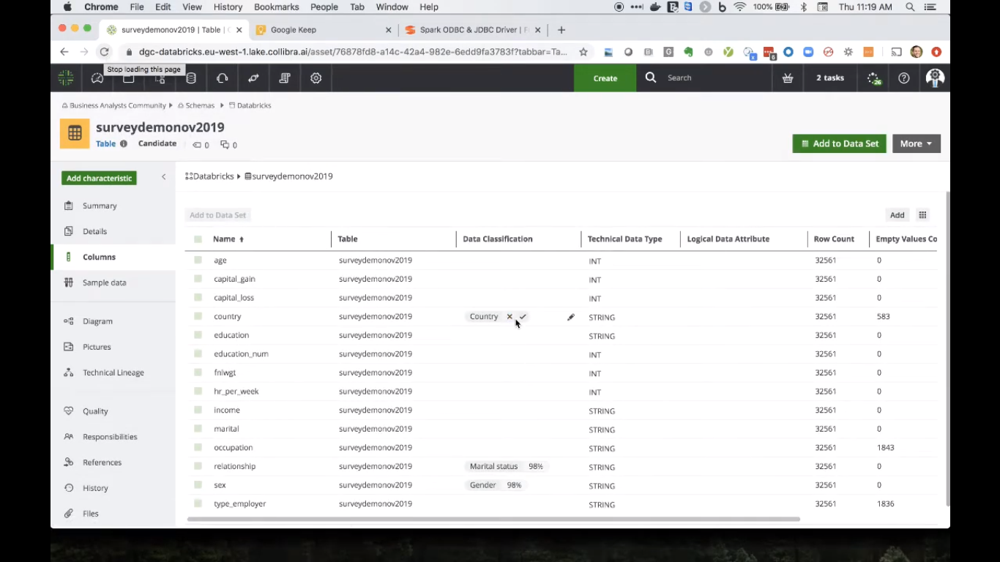 Chrome File Edit View History Bookmarks People Tab Window Help 100% Thu 11:19 AM
surveydemonov2019 | Table | Google Keep Spark ODBC & JDBC Driver |
dgc-databricks.eu-west-1.lake.collibra.ai/asset/76878fd8-a14c-42a4-982e-6edd9fa3783f?tabbar=Ta...
Stop loading this page
Create Search 2 tasks 26
Business Analysts Community Schemas Databricks
surveydemonov2019
Table Candidate 0 0
Add to Data Set More
Add characteristic
Databricks surveydemonov2019
Summary
Details
Columns
Sample data
Diagram
Pictures
Technical Lineage
Quality
Responsibilities
References
History
Files
Add to Data Set Add
Name Table Data Classification Technical Data Type Logical Data Attribute Row Count Empty Values Co
age surveydemonov2019 INT 32561 0
capital_gain surveydemonov2019 INT 32561 0
capital_loss surveydemonov2019 INT 32561 0
country surveydemonov2019 Country STRING 32561 583
education surveydemonov2019 STRING 32561 0
education_num surveydemonov2019 INT 32561 0
fnlwgt surveydemonov2019 INT 32561 0
hr_per_week surveydemonov2019 INT 32561 0
income surveydemonov2019 STRING 32561 0
marital surveydemonov2019 STRING 32561 0
occupation surveydemonov2019 STRING 32561 1843
relationship surveydemonov2019 Marital status 98% STRING 32561 0
sex surveydemonov2019 Gender 98% STRING 32561 0
type_employer surveydemonov2019 STRING 32561 1836